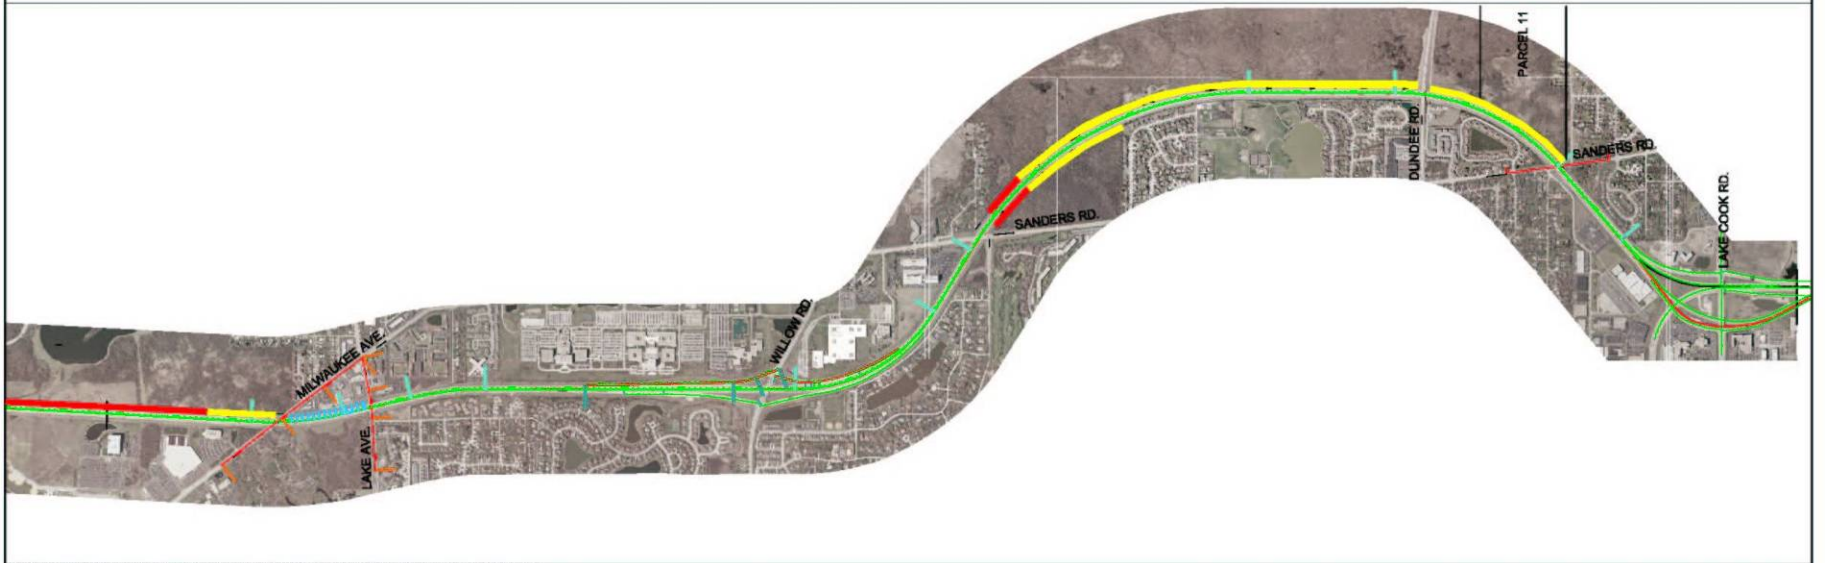 MILWAUKEE AVE.
LAKE AVE.
WILLOW RD.
SANDERS RD.
DUNDEE RD.
PARCEL 11
SANDERS RD.
LAKE COOK RD.